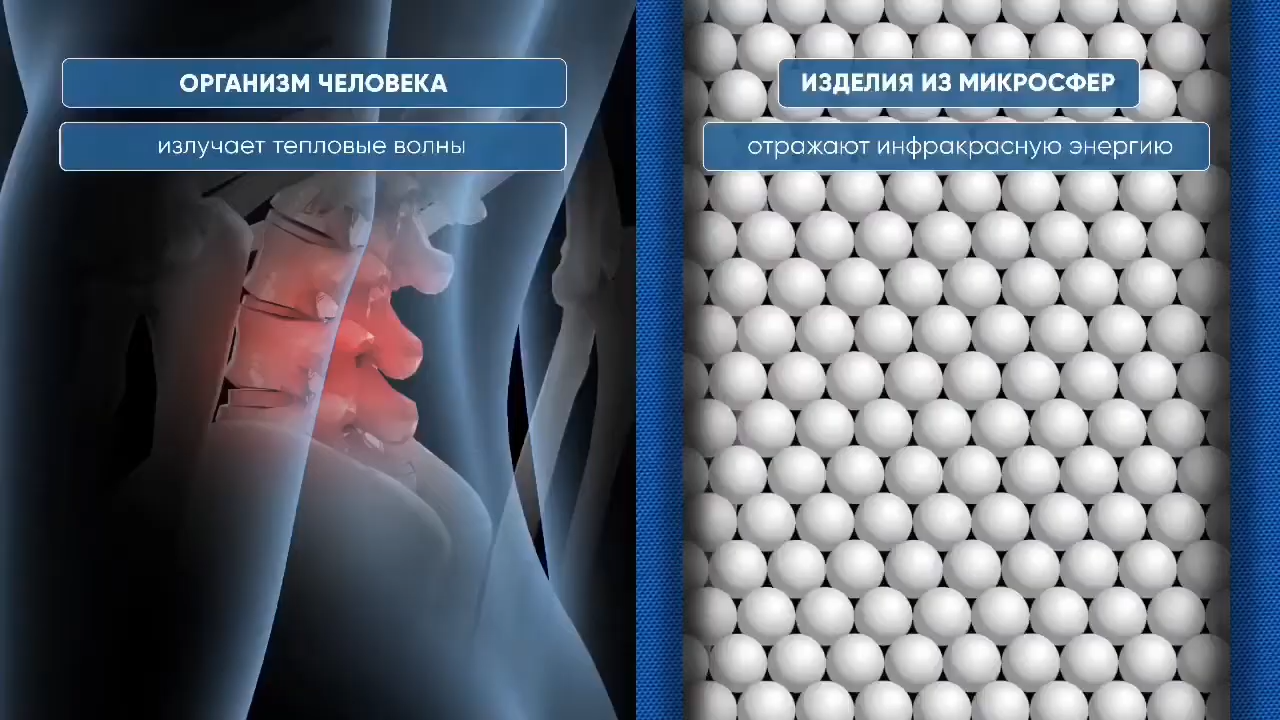 ОРГАНИЗМ ЧЕЛОВЕКА
излучает тепловые волны
ИЗДЕЛИЯ ИЗ МИКРОСФЕР
отражают инфракрасную энергию